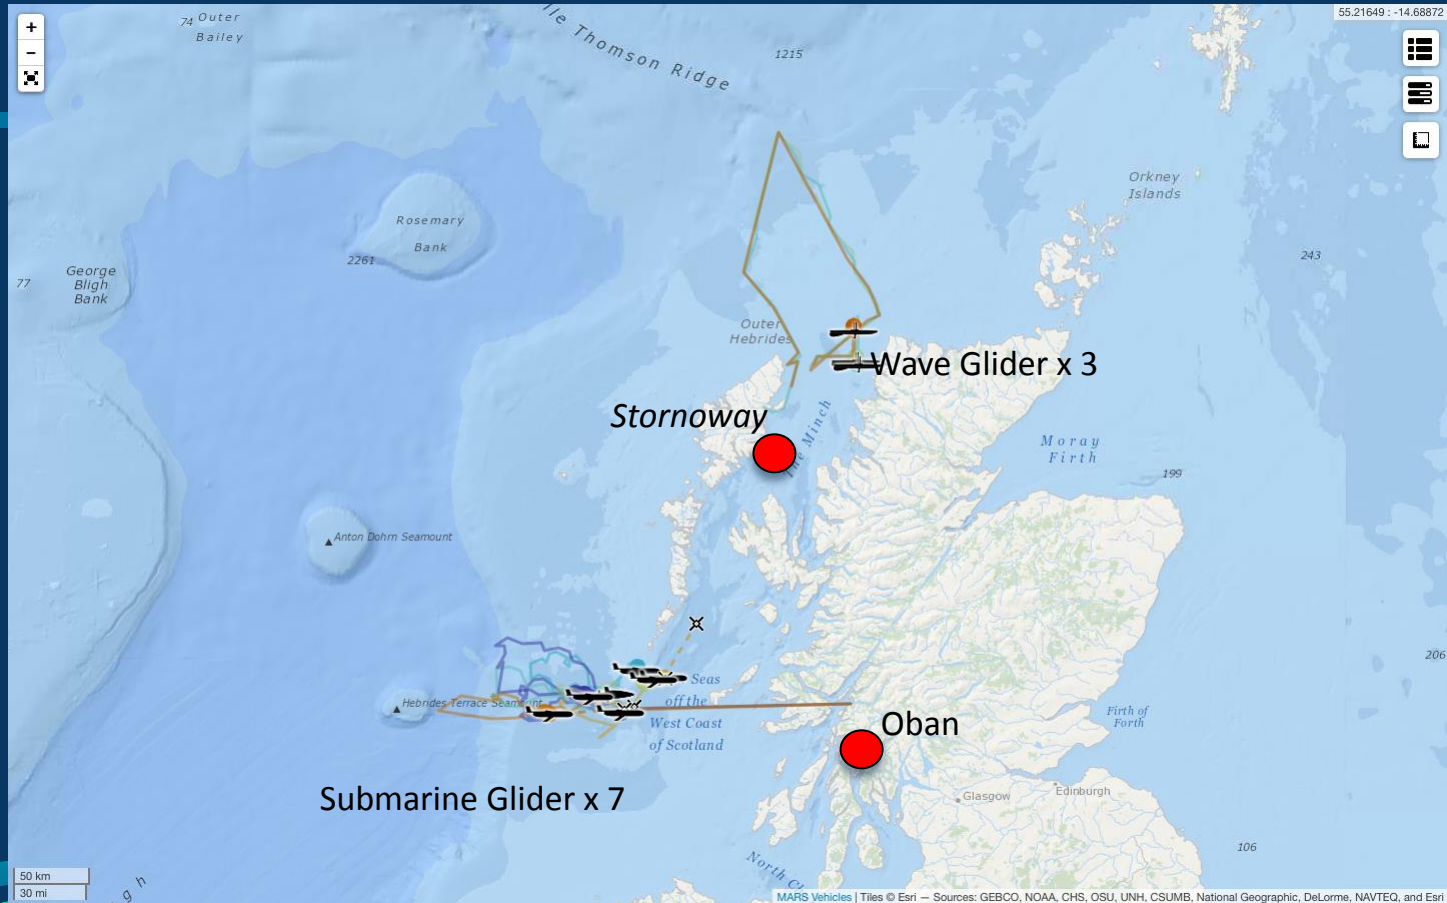 +
−
55.21649 : -14.68872
74
Outer
Bailey
Thomson Ridge
1215
Orkney
Islands
Rosemary
Bank
2261
243
77
George
Bligh
Bank
Outer
Hebrides
Wave Glider x 3
Stornoway
The Minch
Moray
Firth
199
Anton Dohrn Seamount
206
Seas
off the
West Coast
of Scotland
Hebrides Terrace Seamount
Firth of
Forth
Oban
Submarine Glider x 7
Glasgow
Edinburgh
106
North
50 km
30 mi
MARS Vehicles | Tiles © Esri — Sources: GEBCO, NOAA, CHS, OSU, UNH, CSUMB, National Geographic, DeLorme, NAVTEQ, and Esri